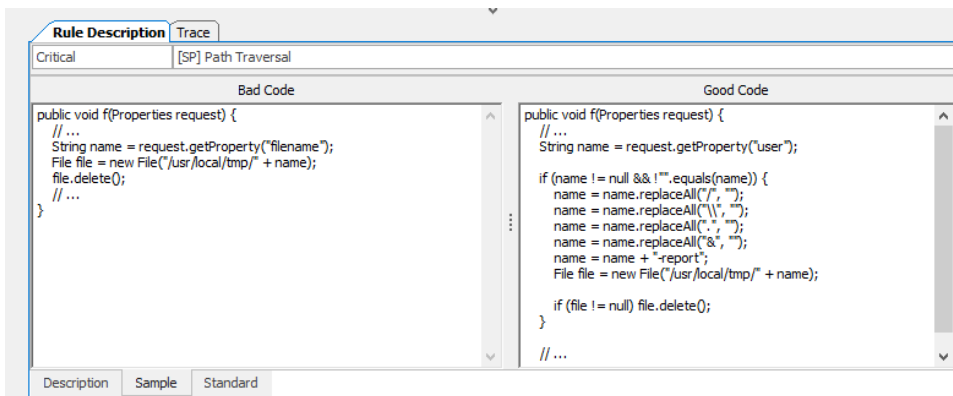 Rule Description Trace
Critical [SP] Path Traversal
Bad Code
public void f(Properties request) {
// ...
String name = request.getProperty("filename");
File file = new File("/usr/local/tmp/" + name);
file.delete();
// ...
}
Good Code
public void f(Properties request) {
// ...
String name = request.getProperty("user");
if (name != null && !"".equals(name)) {
name = name.replaceAll("/", "");
name = name.replaceAll("\\", "");
name = name.replaceAll(".", "");
name = name.replaceAll("&", "");
name = name + "-report";
File file = new File("/usr/local/tmp/" + name);
if (file != null) file.delete();
}
// ...
Description Sample Standard